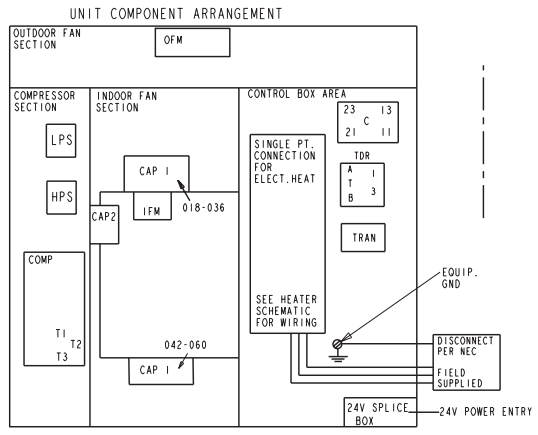 UNIT COMPONENT ARRANGEMENT
OUTDOOR FAN
SECTION
OFM
COMPRESSOR
SECTION
INDOOR FAN
SECTION
CONTROL BOX AREA
LPS
HPS
COMP
T1
T2
T3
CAP 1
018-036
IFM
CAP2
042-060
CAP 1
SINGLE PT.
CONNECTION
FOR
ELECT.HEAT
SEE HEATER
SCHEMATIC
FOR WIRING
23 13
C
21 11
TDR
A 1
T
B 3
TRAN
EQUIP.
GND
DISCONNECT
PER NEC
FIELD
SUPPLIED
24V SPLICE
BOX
24V POWER ENTRY